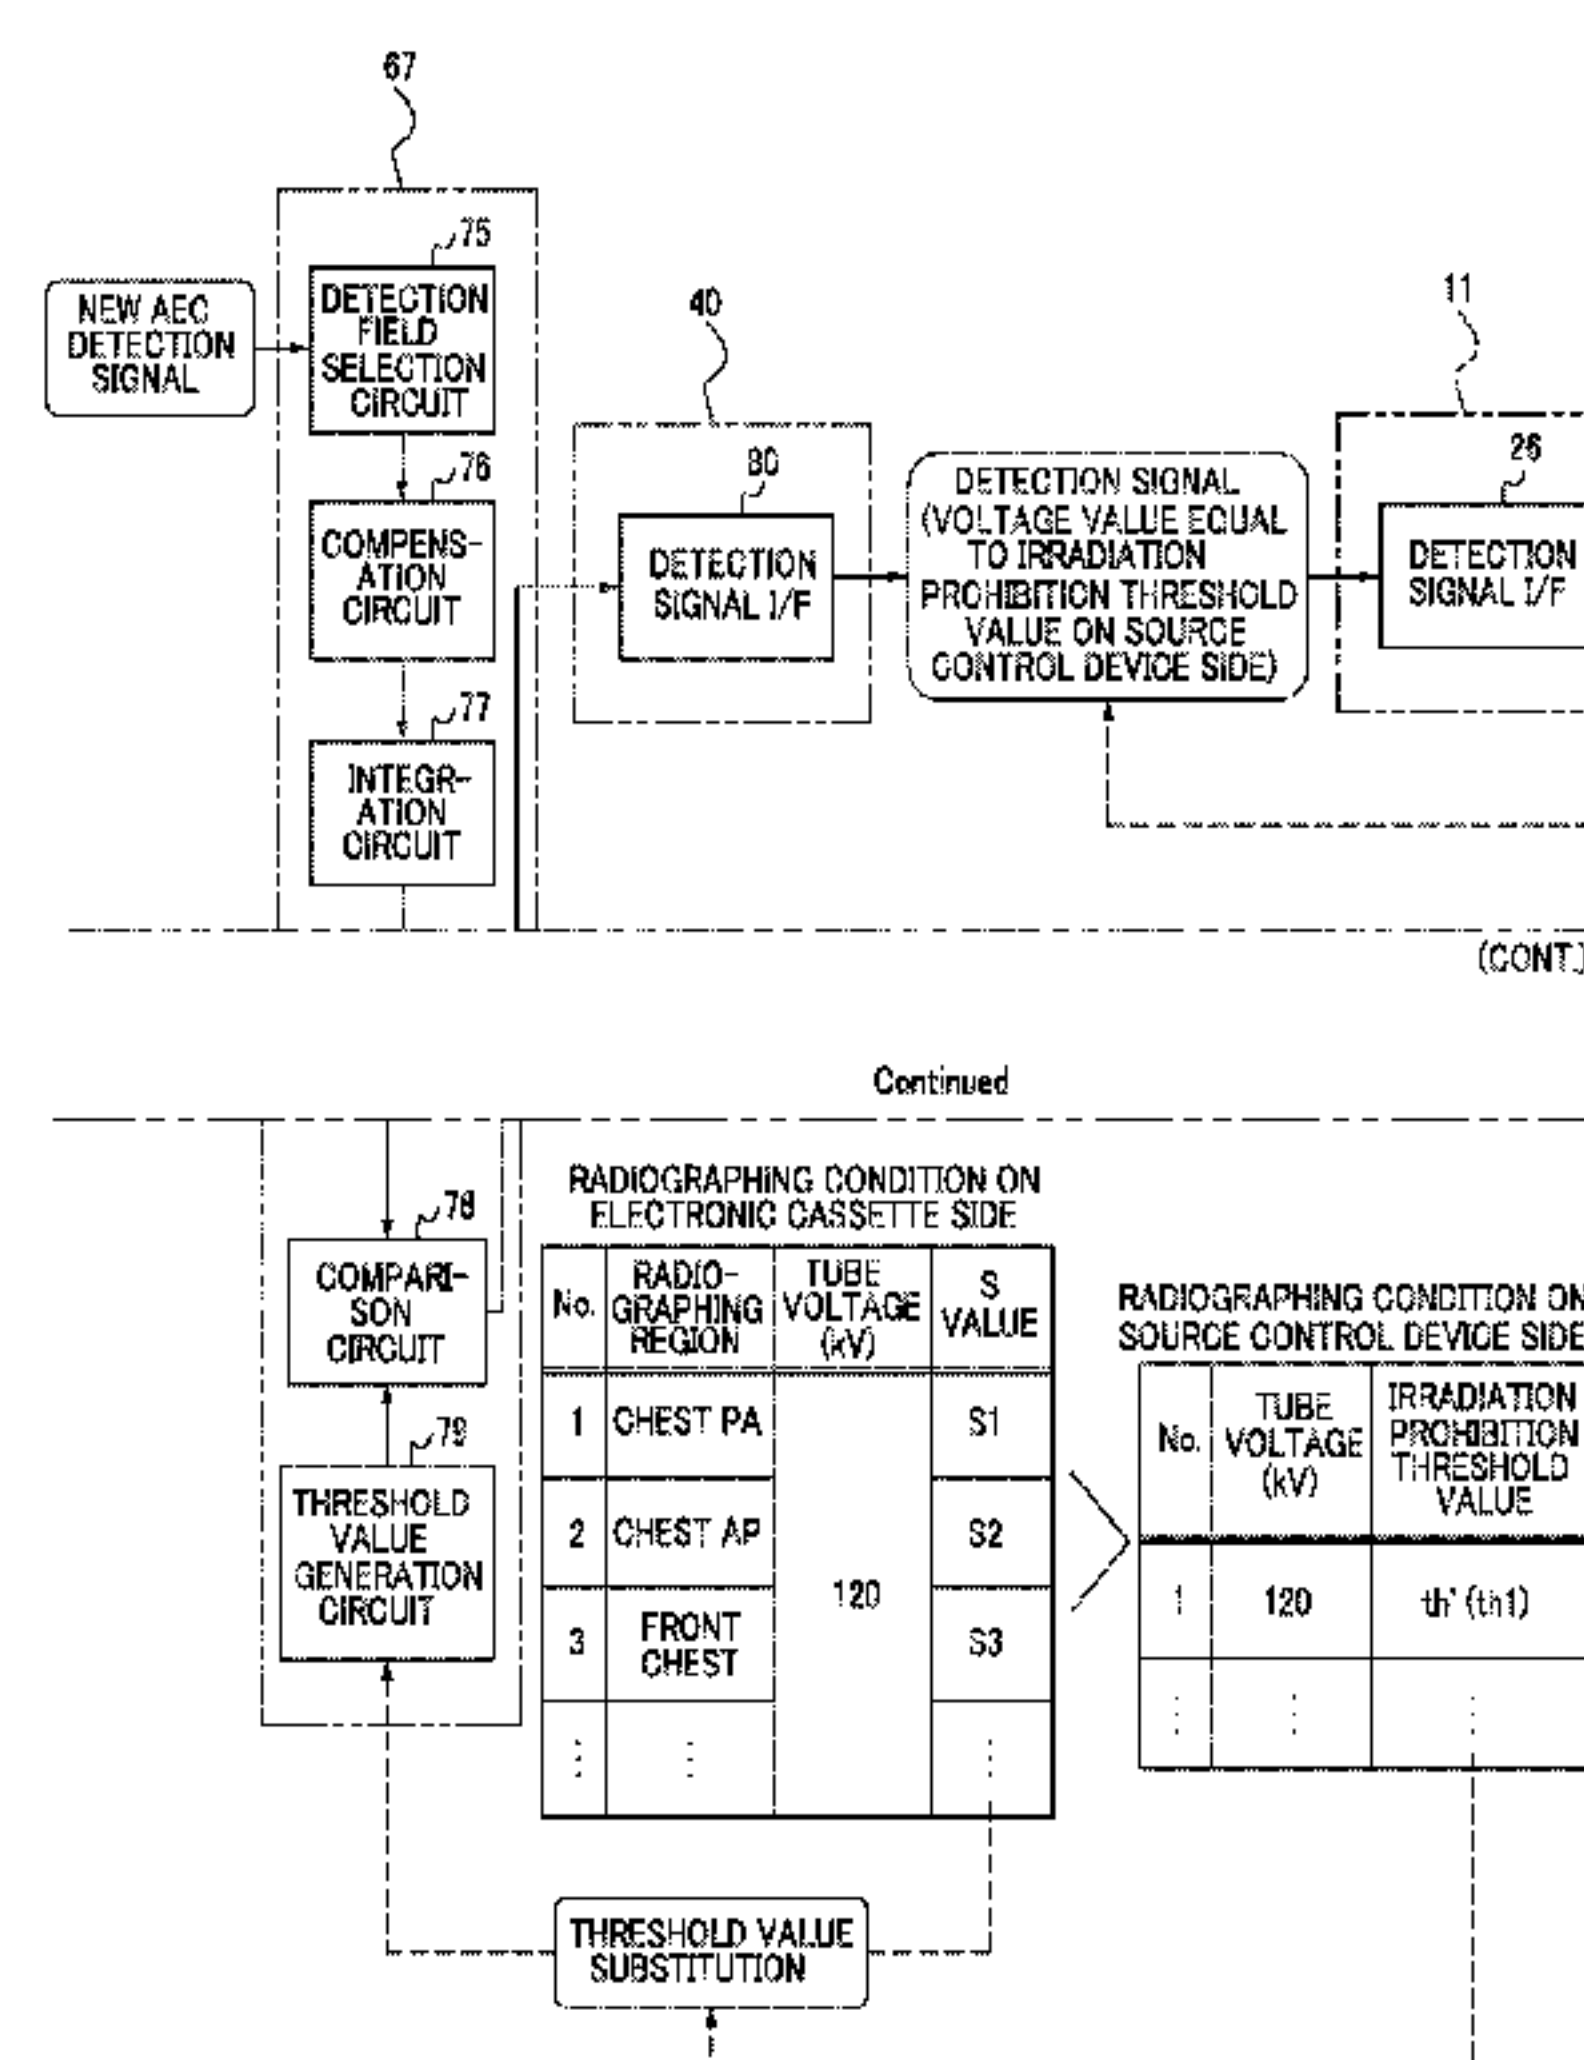 67
75
NEW AEC
DETECTION
SIGNAL
DETECTION
FIELD
SELECTION
CIRCUIT
76
COMPENS-
ATION
CIRCUIT
77
INTEGR-
ATION
CIRCUIT
40
80
DETECTION
SIGNAL I/F
DETECTION SIGNAL
(VOLTAGE VALUE EQUAL
TO IRRADIATION
PROHIBITION THRESHOLD
VALUE ON SOURCE
CONTROL DEVICE SIDE)
11
26
DETECTION
SIGNAL I/F
(CONT.)
Continued
78
COMPARI-
SON
CIRCUIT
79
THRESHOLD
VALUE
GENERATION
CIRCUIT
RADIOGRAPHING CONDITION ON
ELECTRONIC CASSETTE SIDE
No. RADIO-GRAPHING REGION TUBE VOLTAGE (kV) S VALUE
1 CHEST PA S1
2 CHEST AP S2
120
3 FRONT CHEST S3
⋮ ⋮ ⋮
RADIOGRAPHING CONDITION ON
SOURCE CONTROL DEVICE SIDE
No. TUBE VOLTAGE (kV) IRRADIATION PROHIBITION THRESHOLD VALUE
1 120 th' (th1)
⋮ ⋮ ⋮
THRESHOLD VALUE
SUBSTITUTION